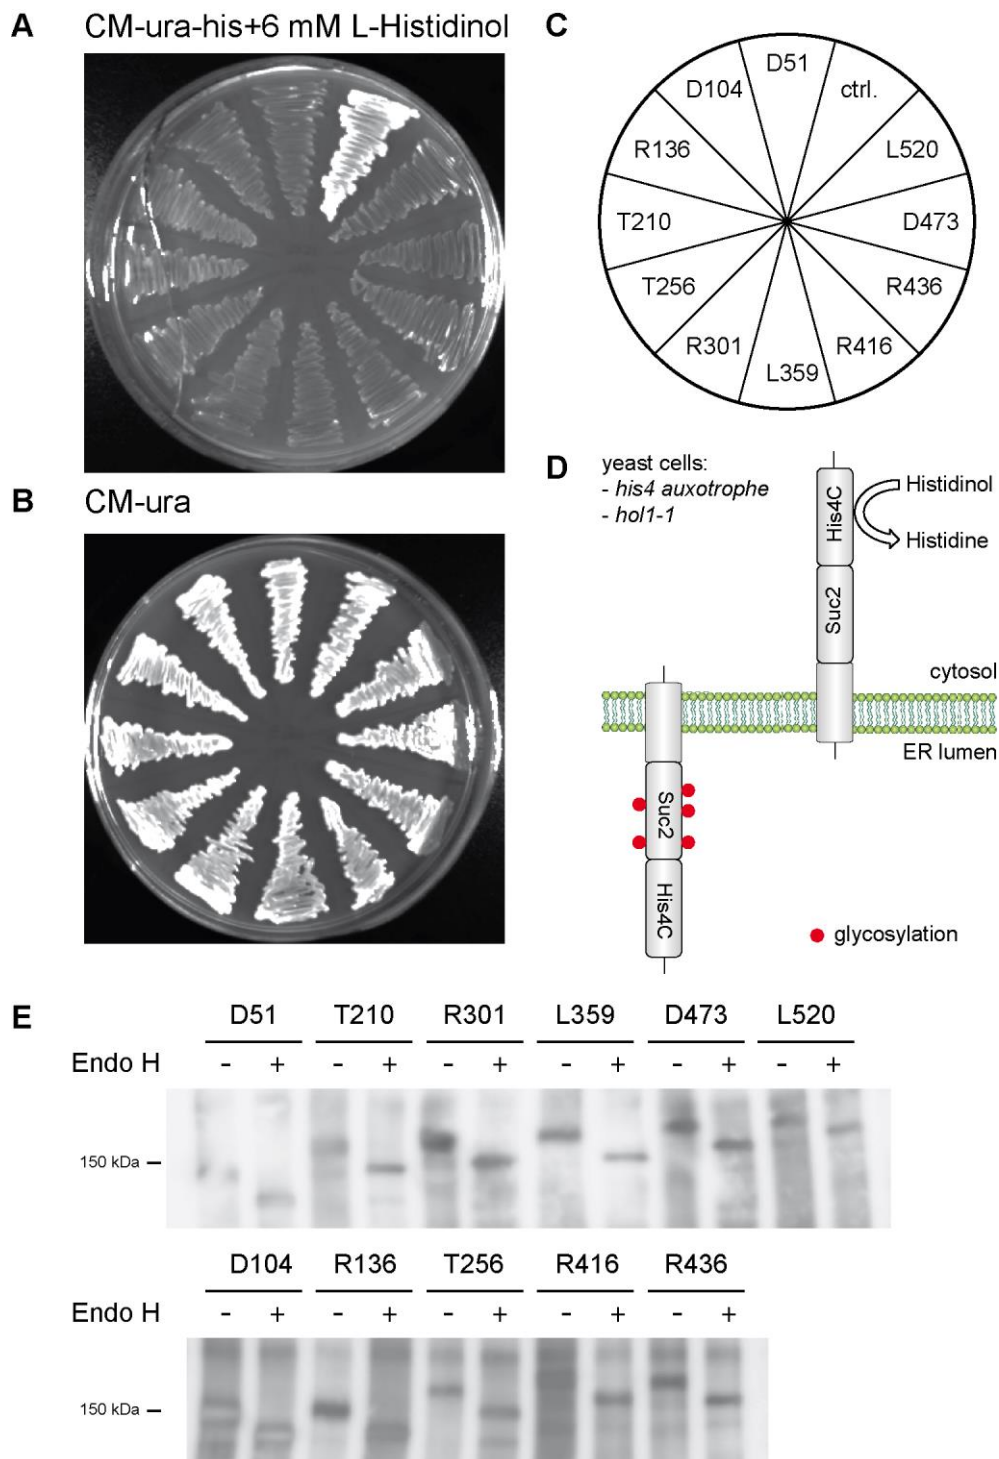 A
CM-ura-his+6 mM L-Histidinol
C
D51
ctrl.
L520
D473
R436
R416
L359
R301
T256
T210
R136
D104
B
CM-ura
D
yeast cells:
- his4 auxotrophe
- hol1-1
His4C
Suc2
Histidinol
Histidine
cytosol
ER lumen
Suc2
His4C
glycosylation
E
D51 T210 R301 L359 D473 L520
Endo H - + - + - + - + - + - +
150 kDa
D104 R136 T256 R416 R436
Endo H - + - + - + - + - +
150 kDa